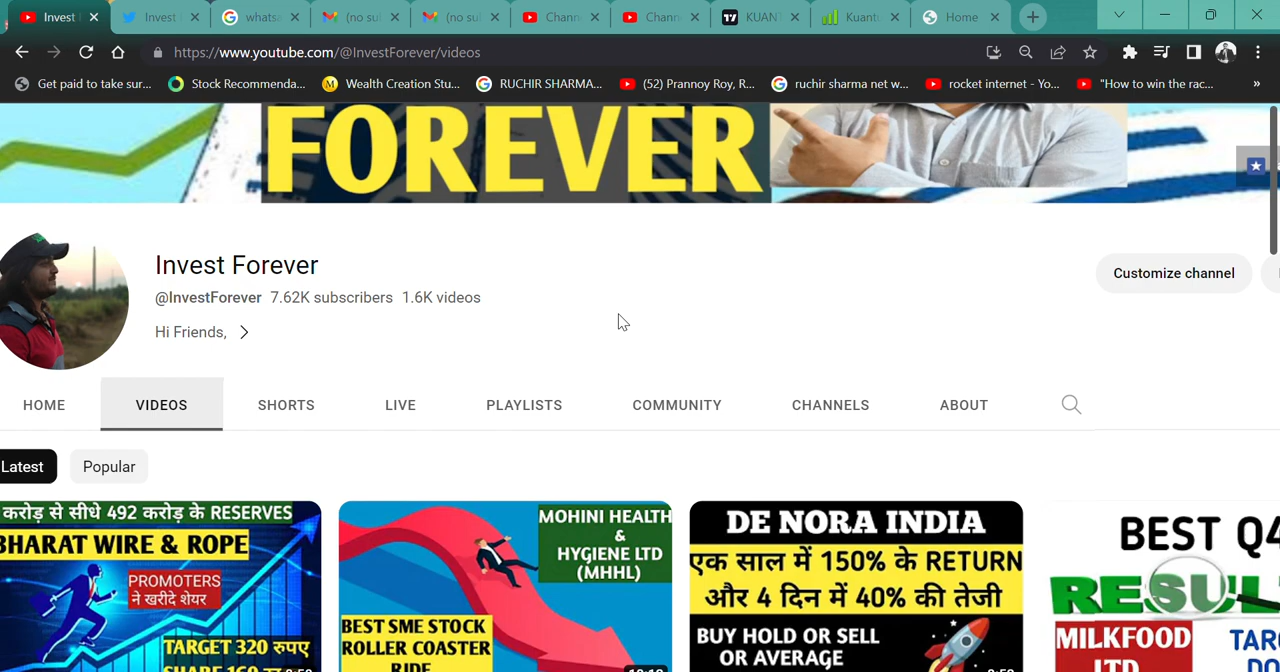 Invest
Invest
whats
(no su
(no su
Chann
Chann
KUAN
Kuant
Home
https://www.youtube.com/@InvestForever/videos
Get paid to take sur...
Stock Recommenda...
Wealth Creation Stu...
RUCHIR SHARMA...
(52) Prannoy Roy, R...
ruchir sharma net w...
rocket internet - Yo...
"How to win the rac...
»
FOREVER
Invest Forever
@InvestForever 7.62K subscribers 1.6K videos
Hi Friends,
Customize channel
HOME
VIDEOS
SHORTS
LIVE
PLAYLISTS
COMMUNITY
CHANNELS
ABOUT
Latest
Popular
करोड़ से सीधे 492 करोड़ के RESERVES
BHARAT WIRE & ROPE
PROMOTERS
ने खरीदे शेयर
TARGET 320 रुपए
MOHINI HEALTH
&
HYGIENE LTD
(MHHL)
BEST SME STOCK
ROLLER COASTER
RIDE
DE NORA INDIA
एक साल में 150% के RETURN
और 4 दिन में 40% की तेजी
BUY HOLD OR SELL
OR AVERAGE
BEST Q4
RESUL
MILKFOOD
LTD